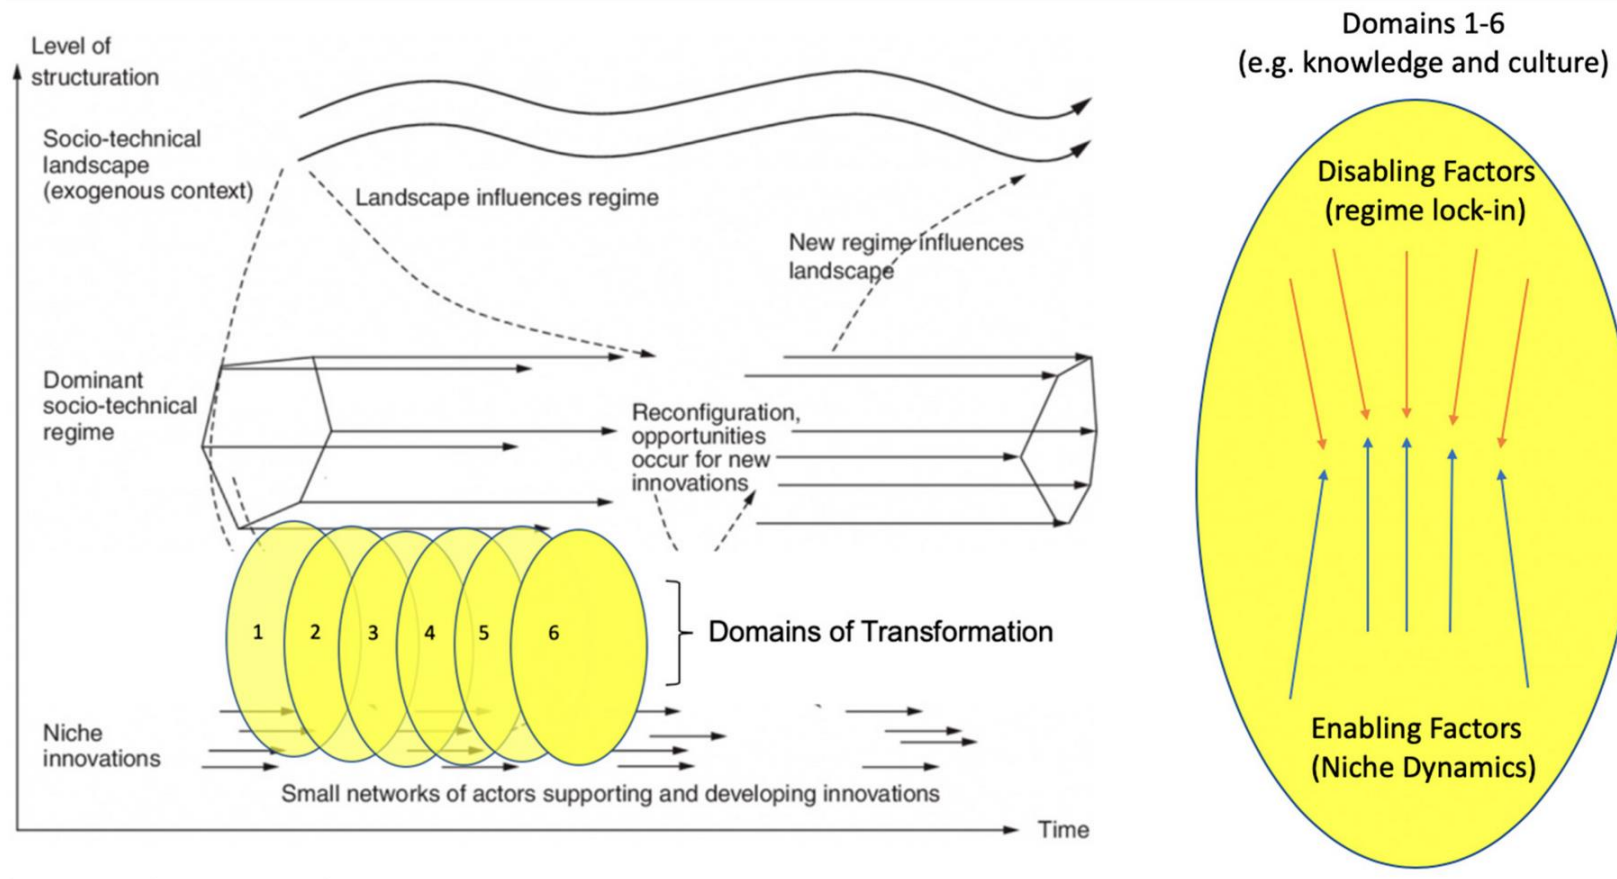 Level of
structuration
Socio-technical
landscape
(exogenous context)
Landscape influences regime
New regime influences
landscape
Dominant
socio-technical
regime
Reconfiguration,
opportunities
occur for new
innovations
1
2
3
4
5
6
Domains of Transformation
Niche
innovations
Small networks of actors supporting and developing innovations
Time
Domains 1-6
(e.g. knowledge and culture)
Disabling Factors
(regime lock-in)
Enabling Factors
(Niche Dynamics)